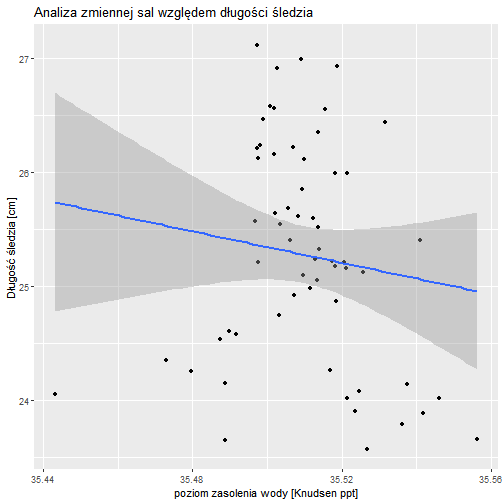 Analiza zmiennej sal względem długości śledzia
Długość śledzia [cm]
27
26
25
24
35.44
35.48
35.52
35.56
poziom zasolenia wody [Knudsen ppt]